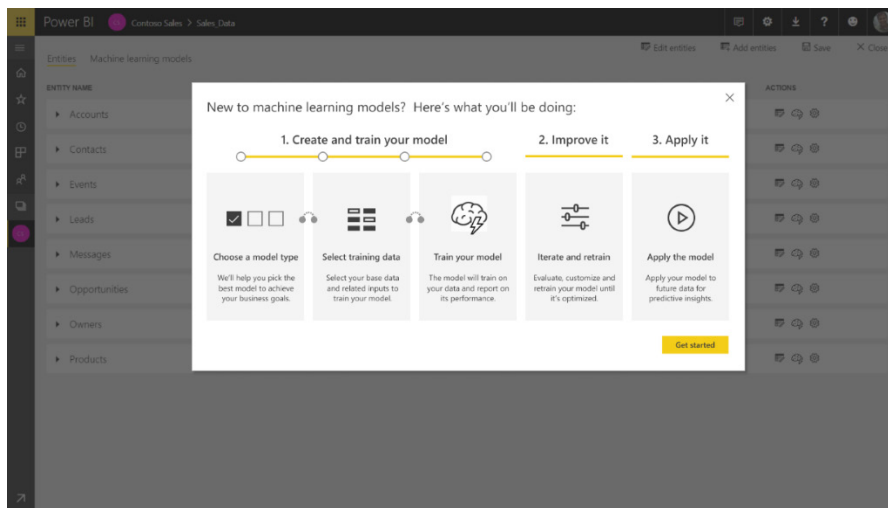 Power BI
Contoso Sales > Sales_Data
Edit entities
Add entities
Save
Close
Entities
Machine learning models
ENTITY NAME
ACTIONS
Accounts
Contacts
Events
Leads
Messages
Opportunities
Owners
Products
New to machine learning models? Here's what you'll be doing:
1. Create and train your model
2. Improve it
3. Apply it
Choose a model type
We'll help you pick the
best model to achieve
your business goals.
Select training data
Select your base data
and related inputs to
train your model.
Train your model
The model will train on
your data and report on
its performance.
Iterate and retrain
Evaluate, customize and
retrain your model until
it's optimized.
Apply the model
Apply your model to
future data for
predictive insights.
Get started